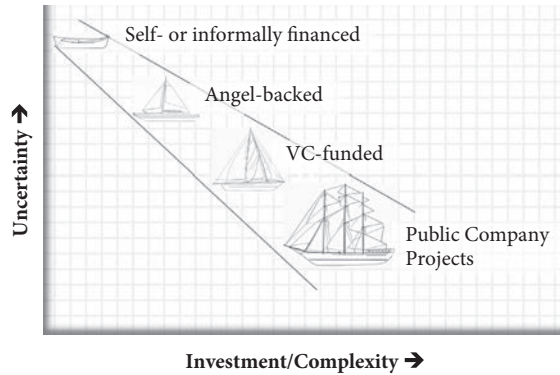 Self- or informally financed
Angel-backed
VC-funded
Public Company
Projects
Uncertainty ➔
Investment/Complexity ➔